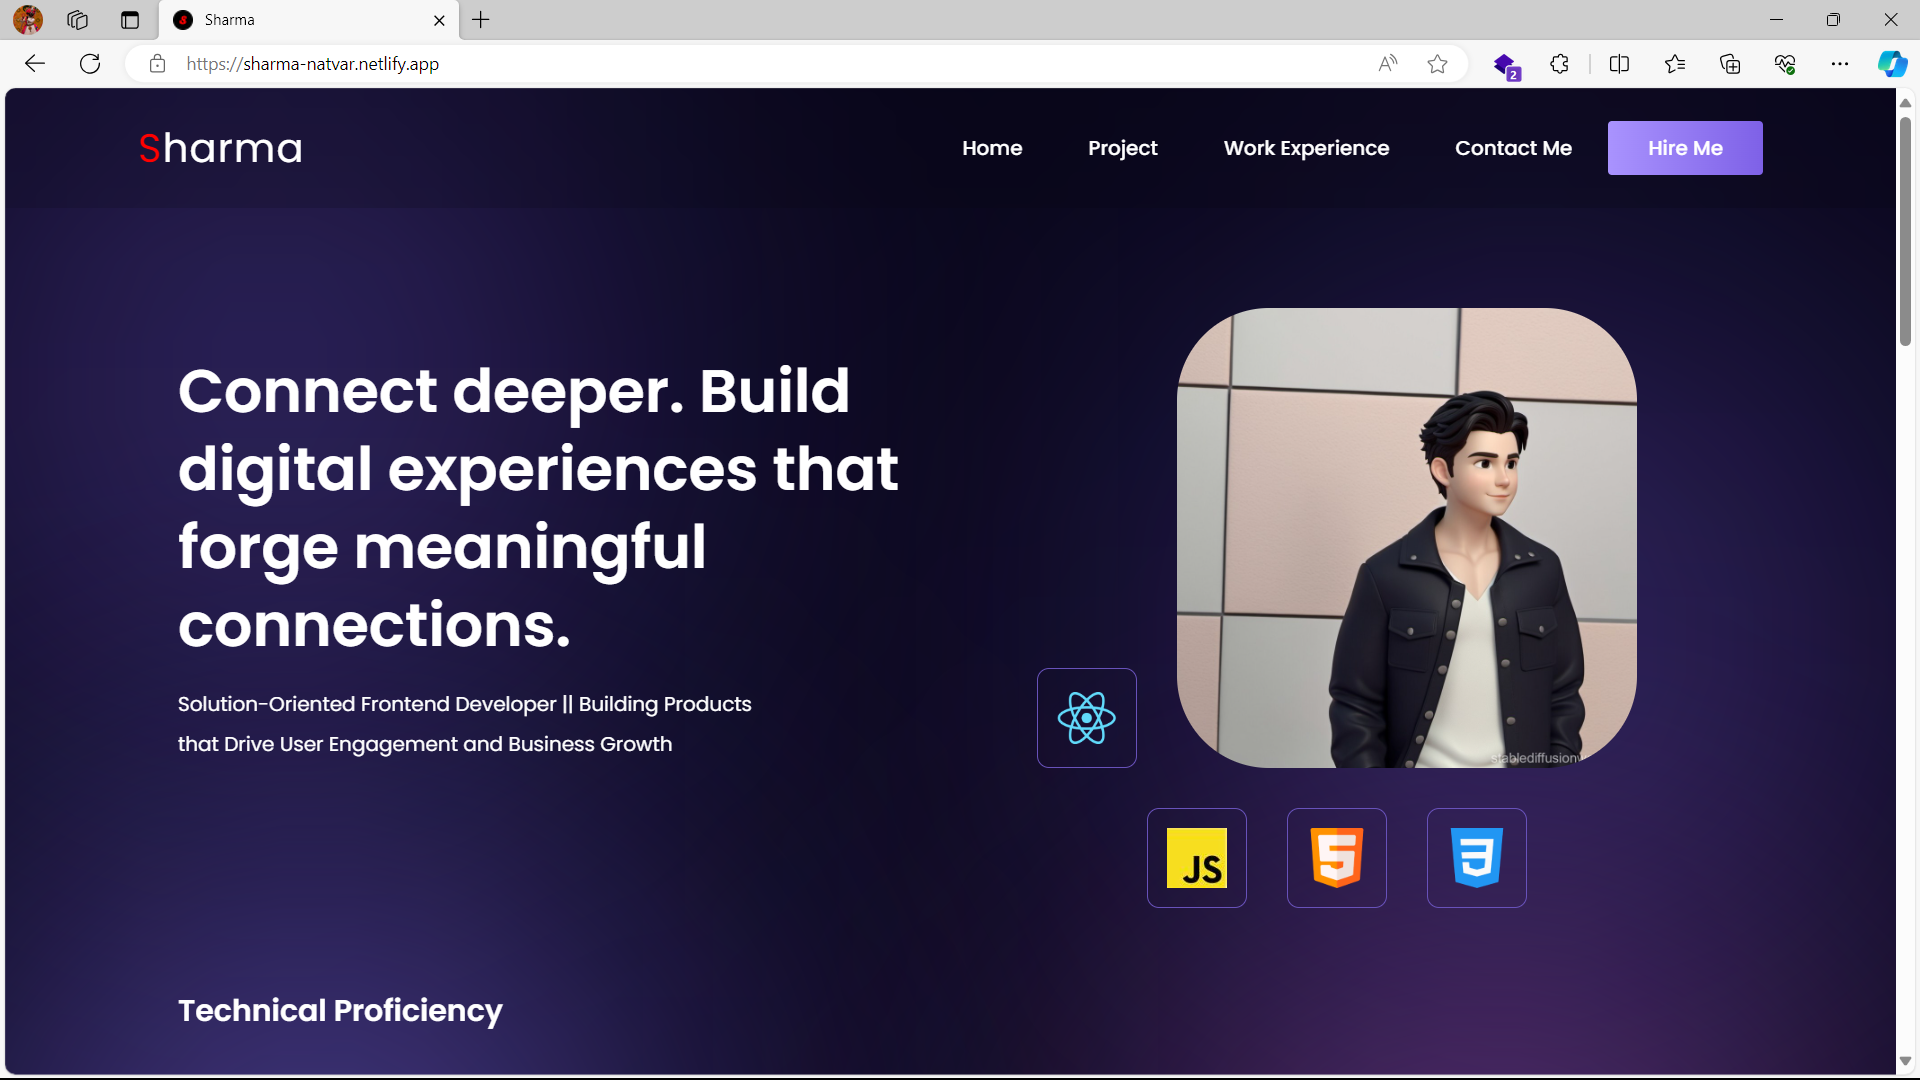 Sharma
https://sharma-natvar.netlify.app
A
2
Sharma
Home
Project
Work Experience
Contact Me
Hire Me
Connect deeper. Build
digital experiences that
forge meaningful
connections.
Solution-Oriented Frontend Developer || Building Products
that Drive User Engagement and Business Growth
stablediffusion
JS
Technical Proficiency